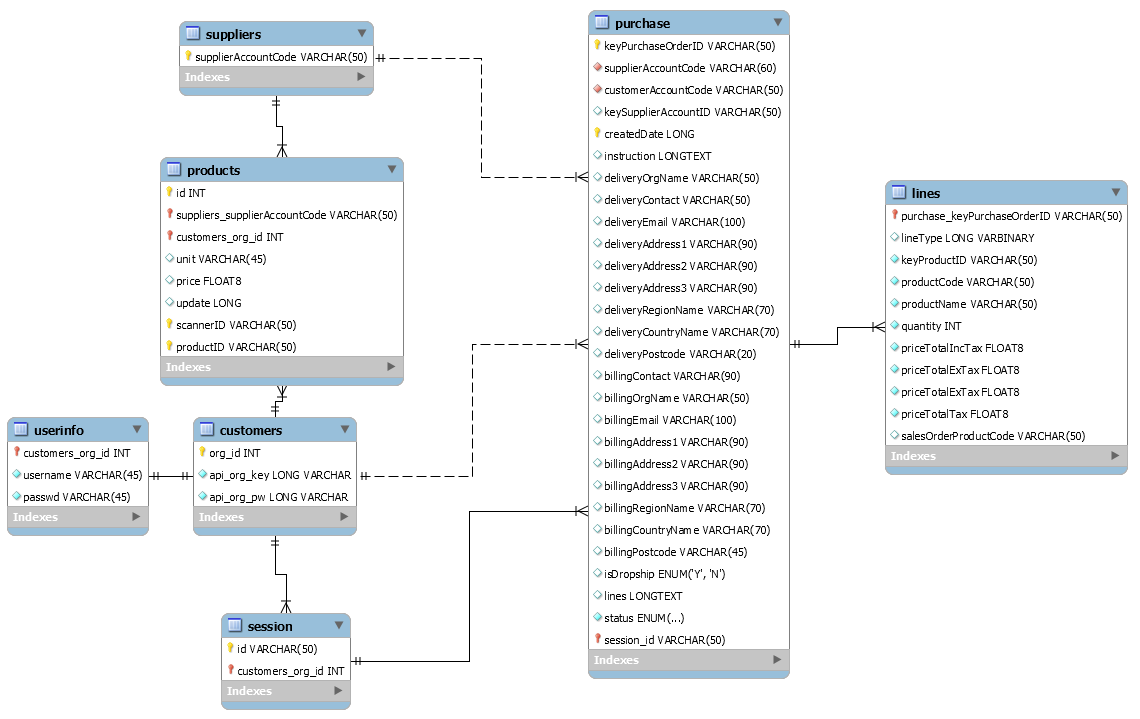 suppliers
supplierAccountCode VARCHAR(50)
Indexes
products
id INT
suppliers_supplierAccountCode VARCHAR(50)
customers_org_id INT
unit VARCHAR(45)
price FLOAT8
update LONG
scannerID VARCHAR(50)
productID VARCHAR(50)
Indexes
userinfo
customers_org_id INT
username VARCHAR(45)
passwd VARCHAR(45)
Indexes
customers
org_id INT
api_org_key LONG VARCHAR
api_org_pw LONG VARCHAR
Indexes
session
id VARCHAR(50)
customers_org_id INT
Indexes
purchase
keyPurchaseOrderID VARCHAR(50)
supplierAccountCode VARCHAR(60)
customerAccountCode VARCHAR(50)
keySupplierAccountID VARCHAR(50)
createdDate LONG
instruction LONGTEXT
deliveryOrgName VARCHAR(50)
deliveryContact VARCHAR(50)
deliveryEmail VARCHAR(100)
deliveryAddress1 VARCHAR(90)
deliveryAddress2 VARCHAR(90)
deliveryAddress3 VARCHAR(90)
deliveryRegionName VARCHAR(70)
deliveryCountryName VARCHAR(70)
deliveryPostcode VARCHAR(20)
billingContact VARCHAR(90)
billingOrgName VARCHAR(50)
billingEmail VARCHAR(100)
billingAddress1 VARCHAR(90)
billingAddress2 VARCHAR(90)
billingAddress3 VARCHAR(90)
billingRegionName VARCHAR(70)
billingCountryName VARCHAR(70)
billingPostcode VARCHAR(45)
isDropship ENUM('Y', 'N')
lines LONGTEXT
status ENUM(...)
session_id VARCHAR(50)
Indexes
lines
purchase_keyPurchaseOrderID VARCHAR(50)
lineType LONG VARBINARY
keyProductID VARCHAR(50)
productCode VARCHAR(50)
productName VARCHAR(50)
quantity INT
priceTotalIncTax FLOAT8
priceTotalExTax FLOAT8
priceTotalExTax FLOAT8
priceTotalTax FLOAT8
salesOrderProductCode VARCHAR(50)
Indexes